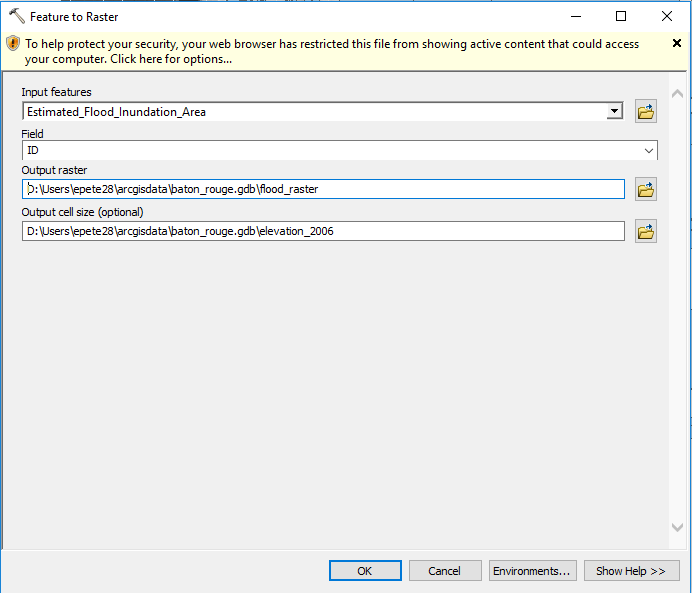 Feature to Raster
To help protect your security, your web browser has restricted this file from showing active content that could access
your computer. Click here for options...
Input features
Estimated_Flood_Inundation_Area
Field
ID
Output raster
D:\Users\epete28\arcgisdata\baton_rouge.gdb\flood_raster
Output cell size (optional)
D:\Users\epete28\arcgisdata\baton_rouge.gdb\elevation_2006
OK
Cancel
Environments...
Show Help >>